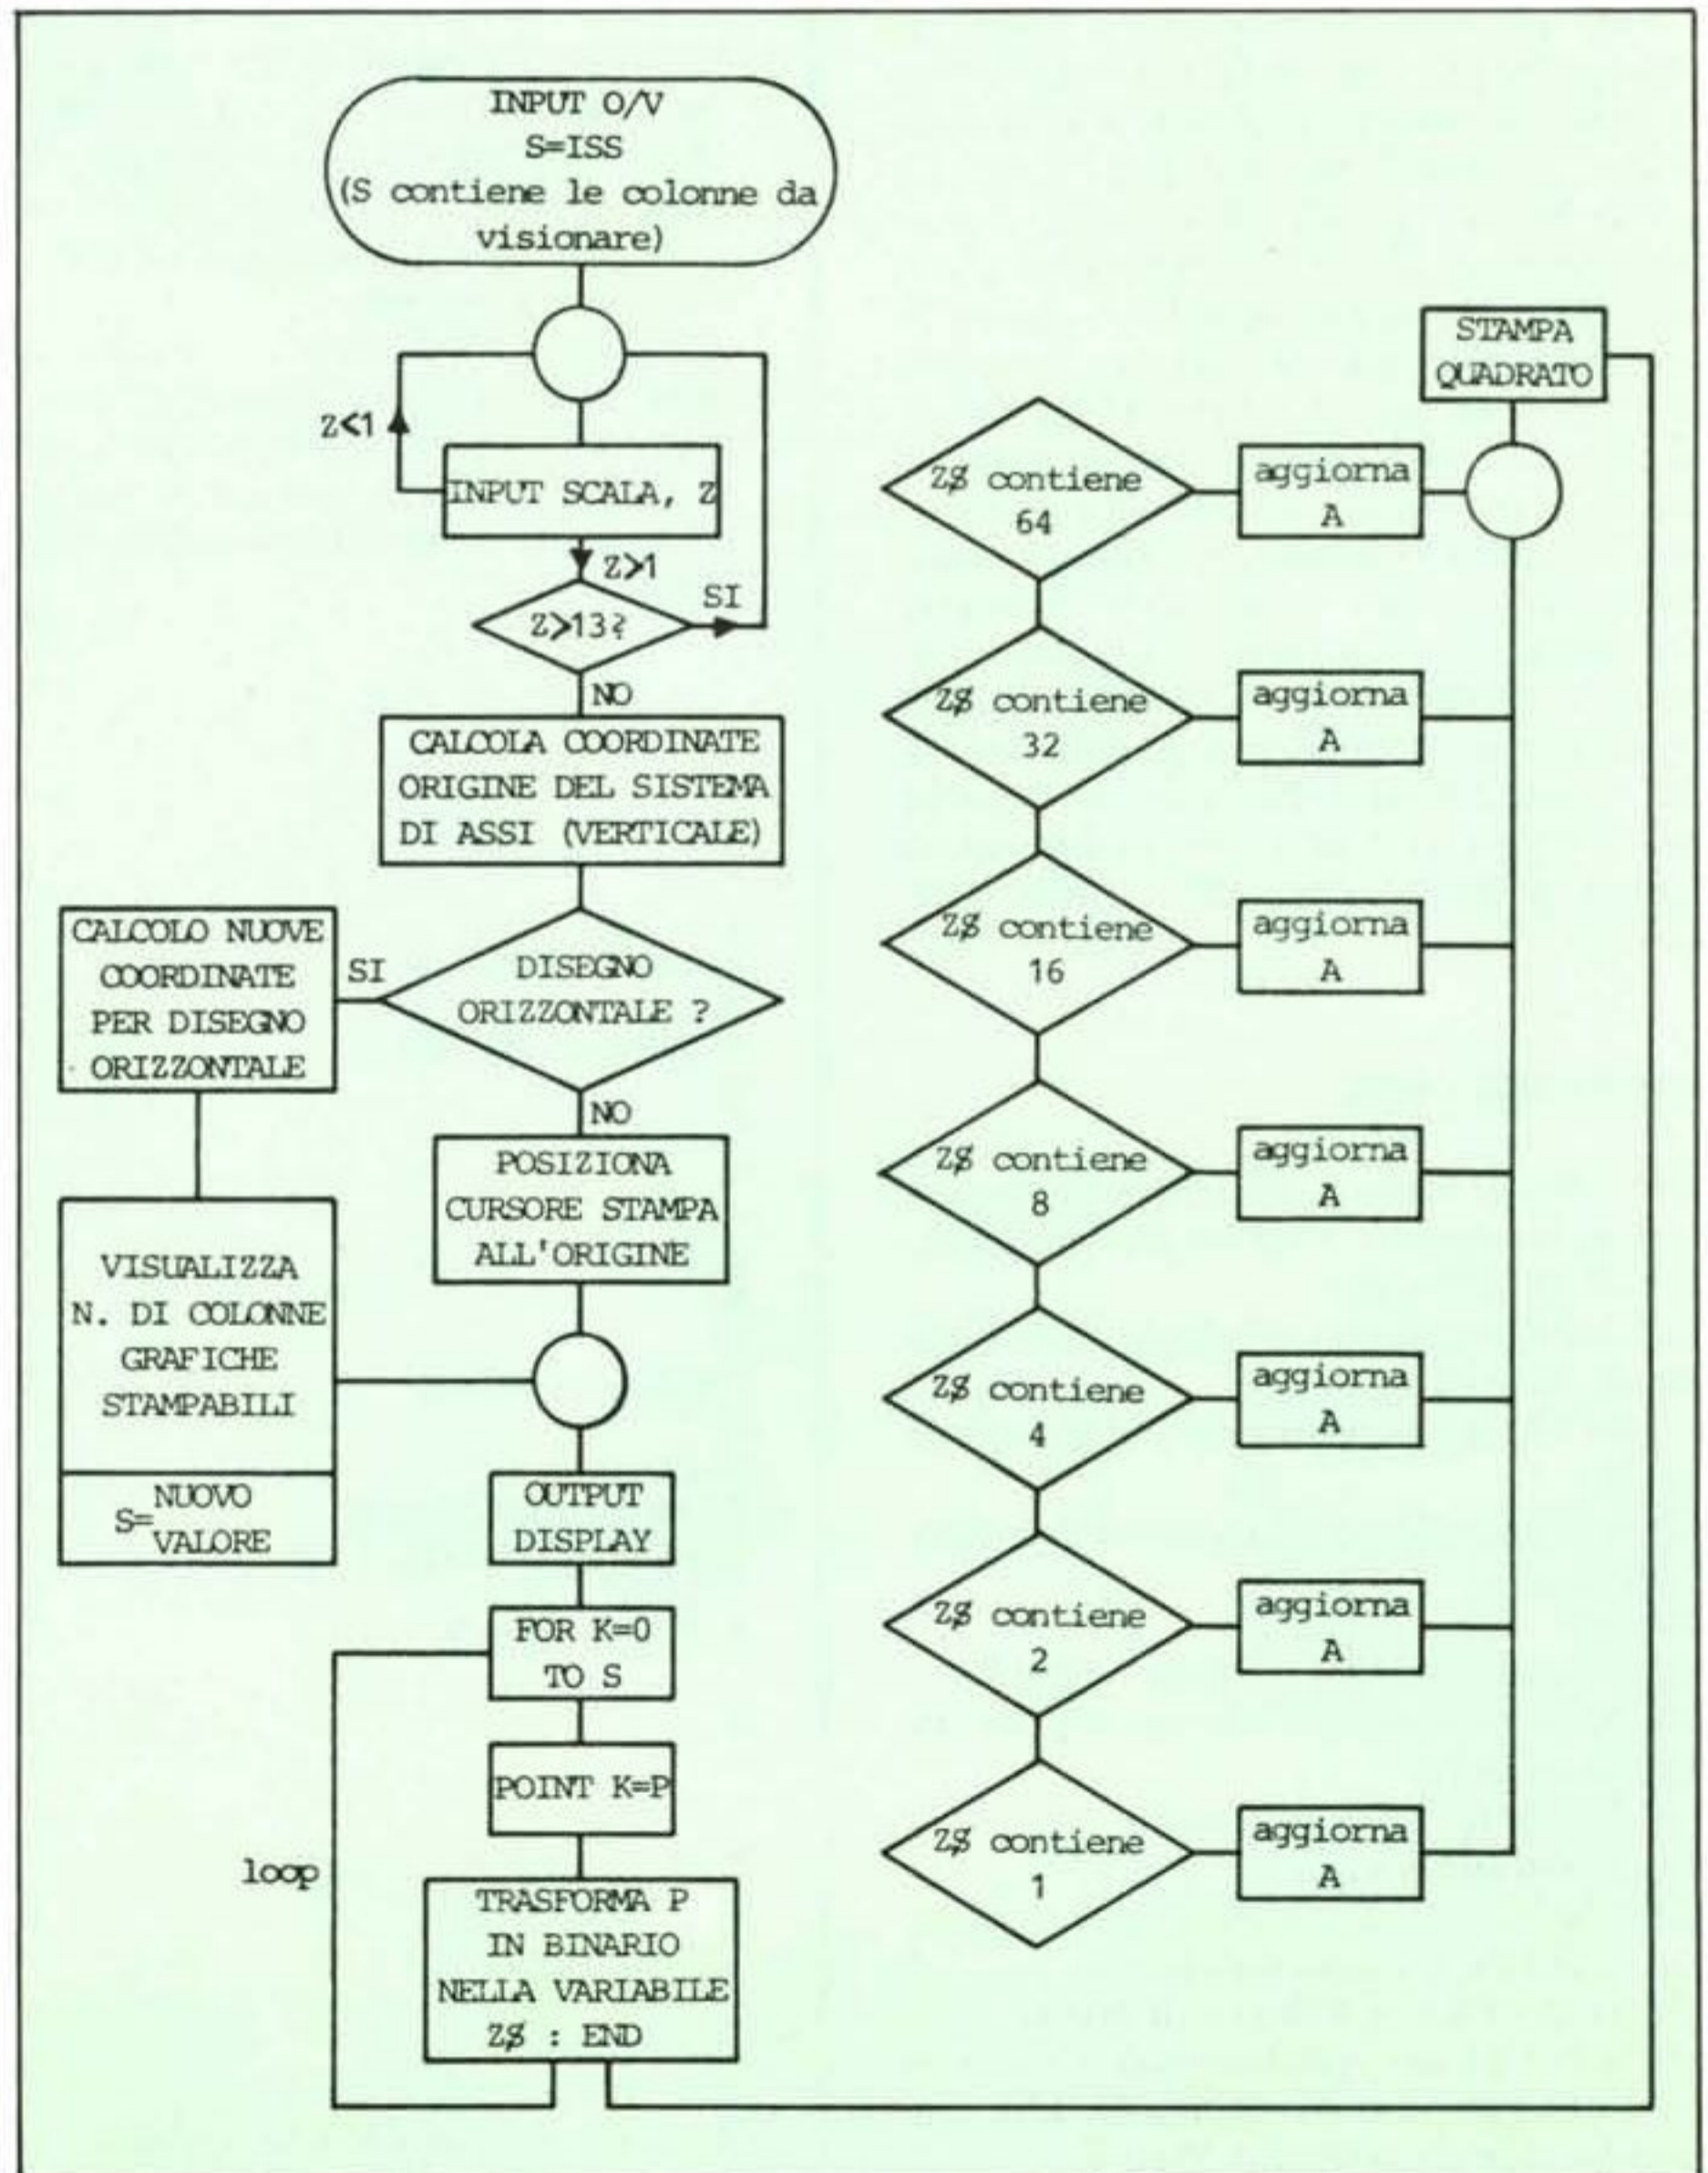 INPUT O/V
S=ISS
(S contiene le colonne da
visionare)
Z<1
INPUT SCALA, Z
Z>1
Z>13?
SI
NO
CALCOLA COORDINATE
ORIGINE DEL SISTEMA
DI ASSI (VERTICALE)
DISEGNO
ORIZZONTALE ?
SI
CALCOLO NUOVE
COORDINATE
PER DISEGNO
ORIZZONTALE
NO
POSIZIONA
CURSORE STAMPA
ALL'ORIGINE
VISUALIZZA
N. DI COLONNE
GRAFICHE
STAMPABILI
S=NUOVO
VALORE
OUTPUT
DISPLAY
FOR K=0
TO S
POINT K=P
loop
TRASFORMA P
IN BINARIO
NELLA VARIABILE
Z$ : END
STAMPA
QUADRATO
Z$ contiene
64
aggiorna
A
Z$ contiene
32
aggiorna
A
Z$ contiene
16
aggiorna
A
Z$ contiene
8
aggiorna
A
Z$ contiene
4
aggiorna
A
Z$ contiene
2
aggiorna
A
Z$ contiene
1
aggiorna
A